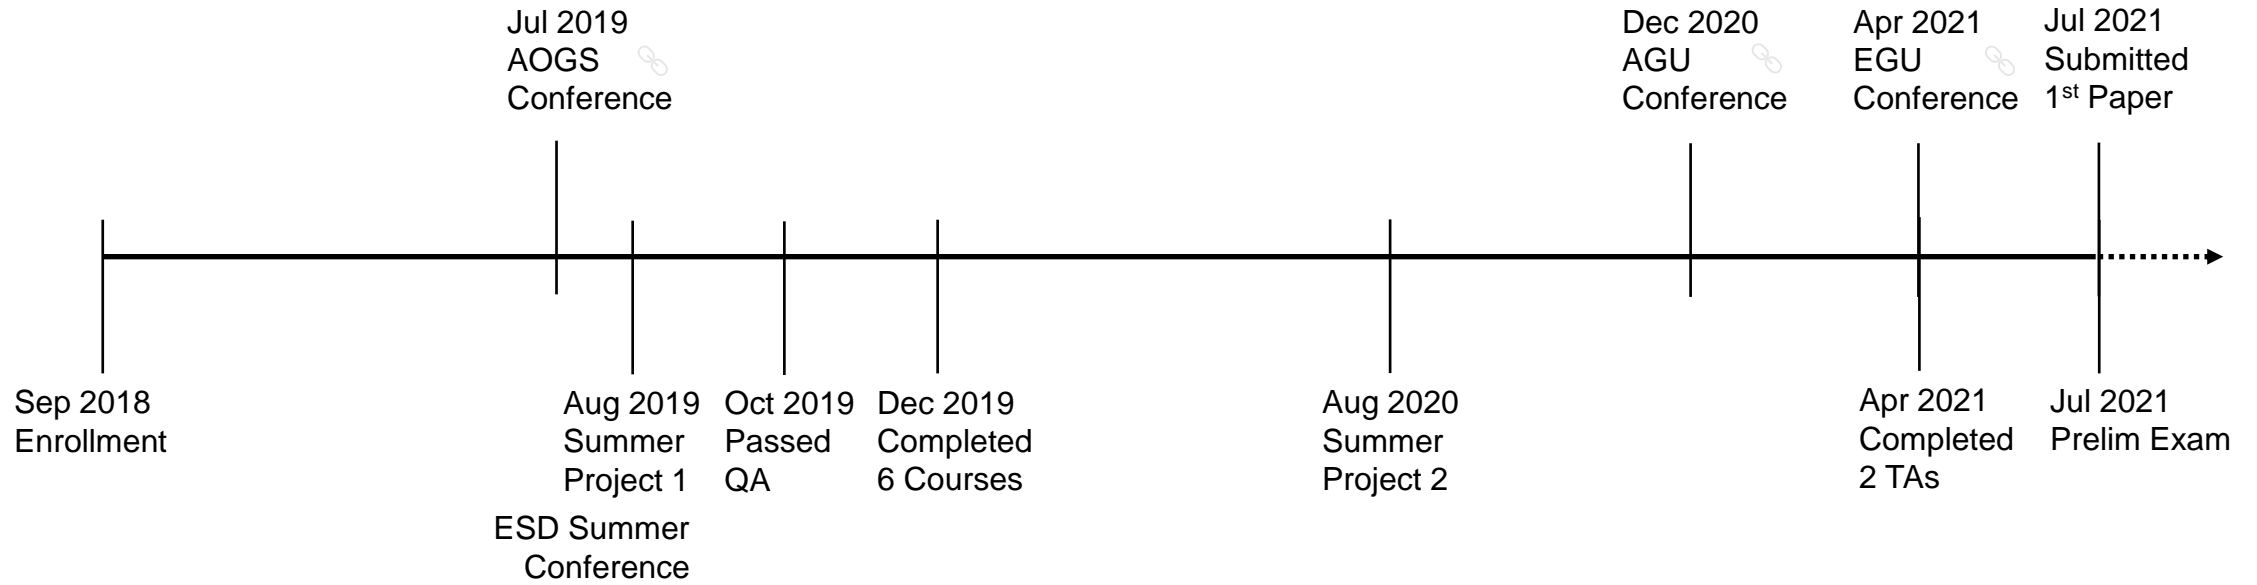 Jul 2019
AOGS
Conference
Dec 2020
AGU
Conference
Apr 2021
EGU
Conference
Jul 2021
Submitted
1st Paper
Sep 2018
Enrollment
Aug 2019
Summer
Project 1
ESD Summer
Conference
Oct 2019
Passed
QA
Dec 2019
Completed
6 Courses
Aug 2020
Summer
Project 2
Apr 2021
Completed
2 TAs
Jul 2021
Prelim Exam